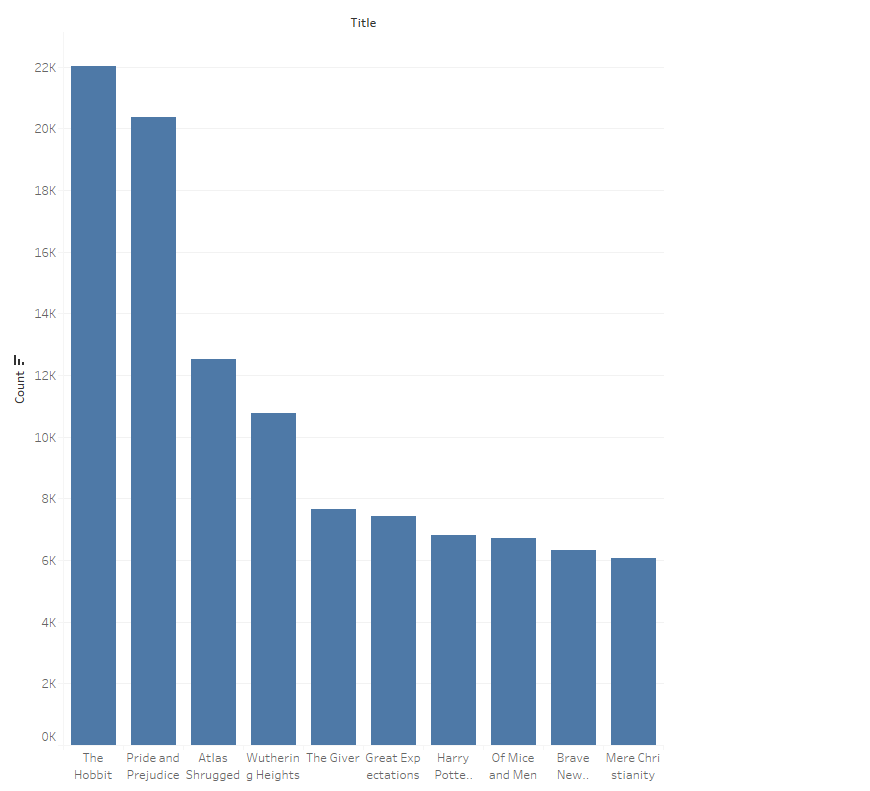 Title
22K
20K
18K
16K
14K
12K
10K
8K
6K
4K
2K
0K
Count
The
Hobbit
Pride and
Prejudice
Atlas
Shrugged
Wutherin
g Heights
The Giver
Great Exp
ectations
Harry
Potte..
Of Mice
and Men
Brave
New..
Mere Chri
stianity